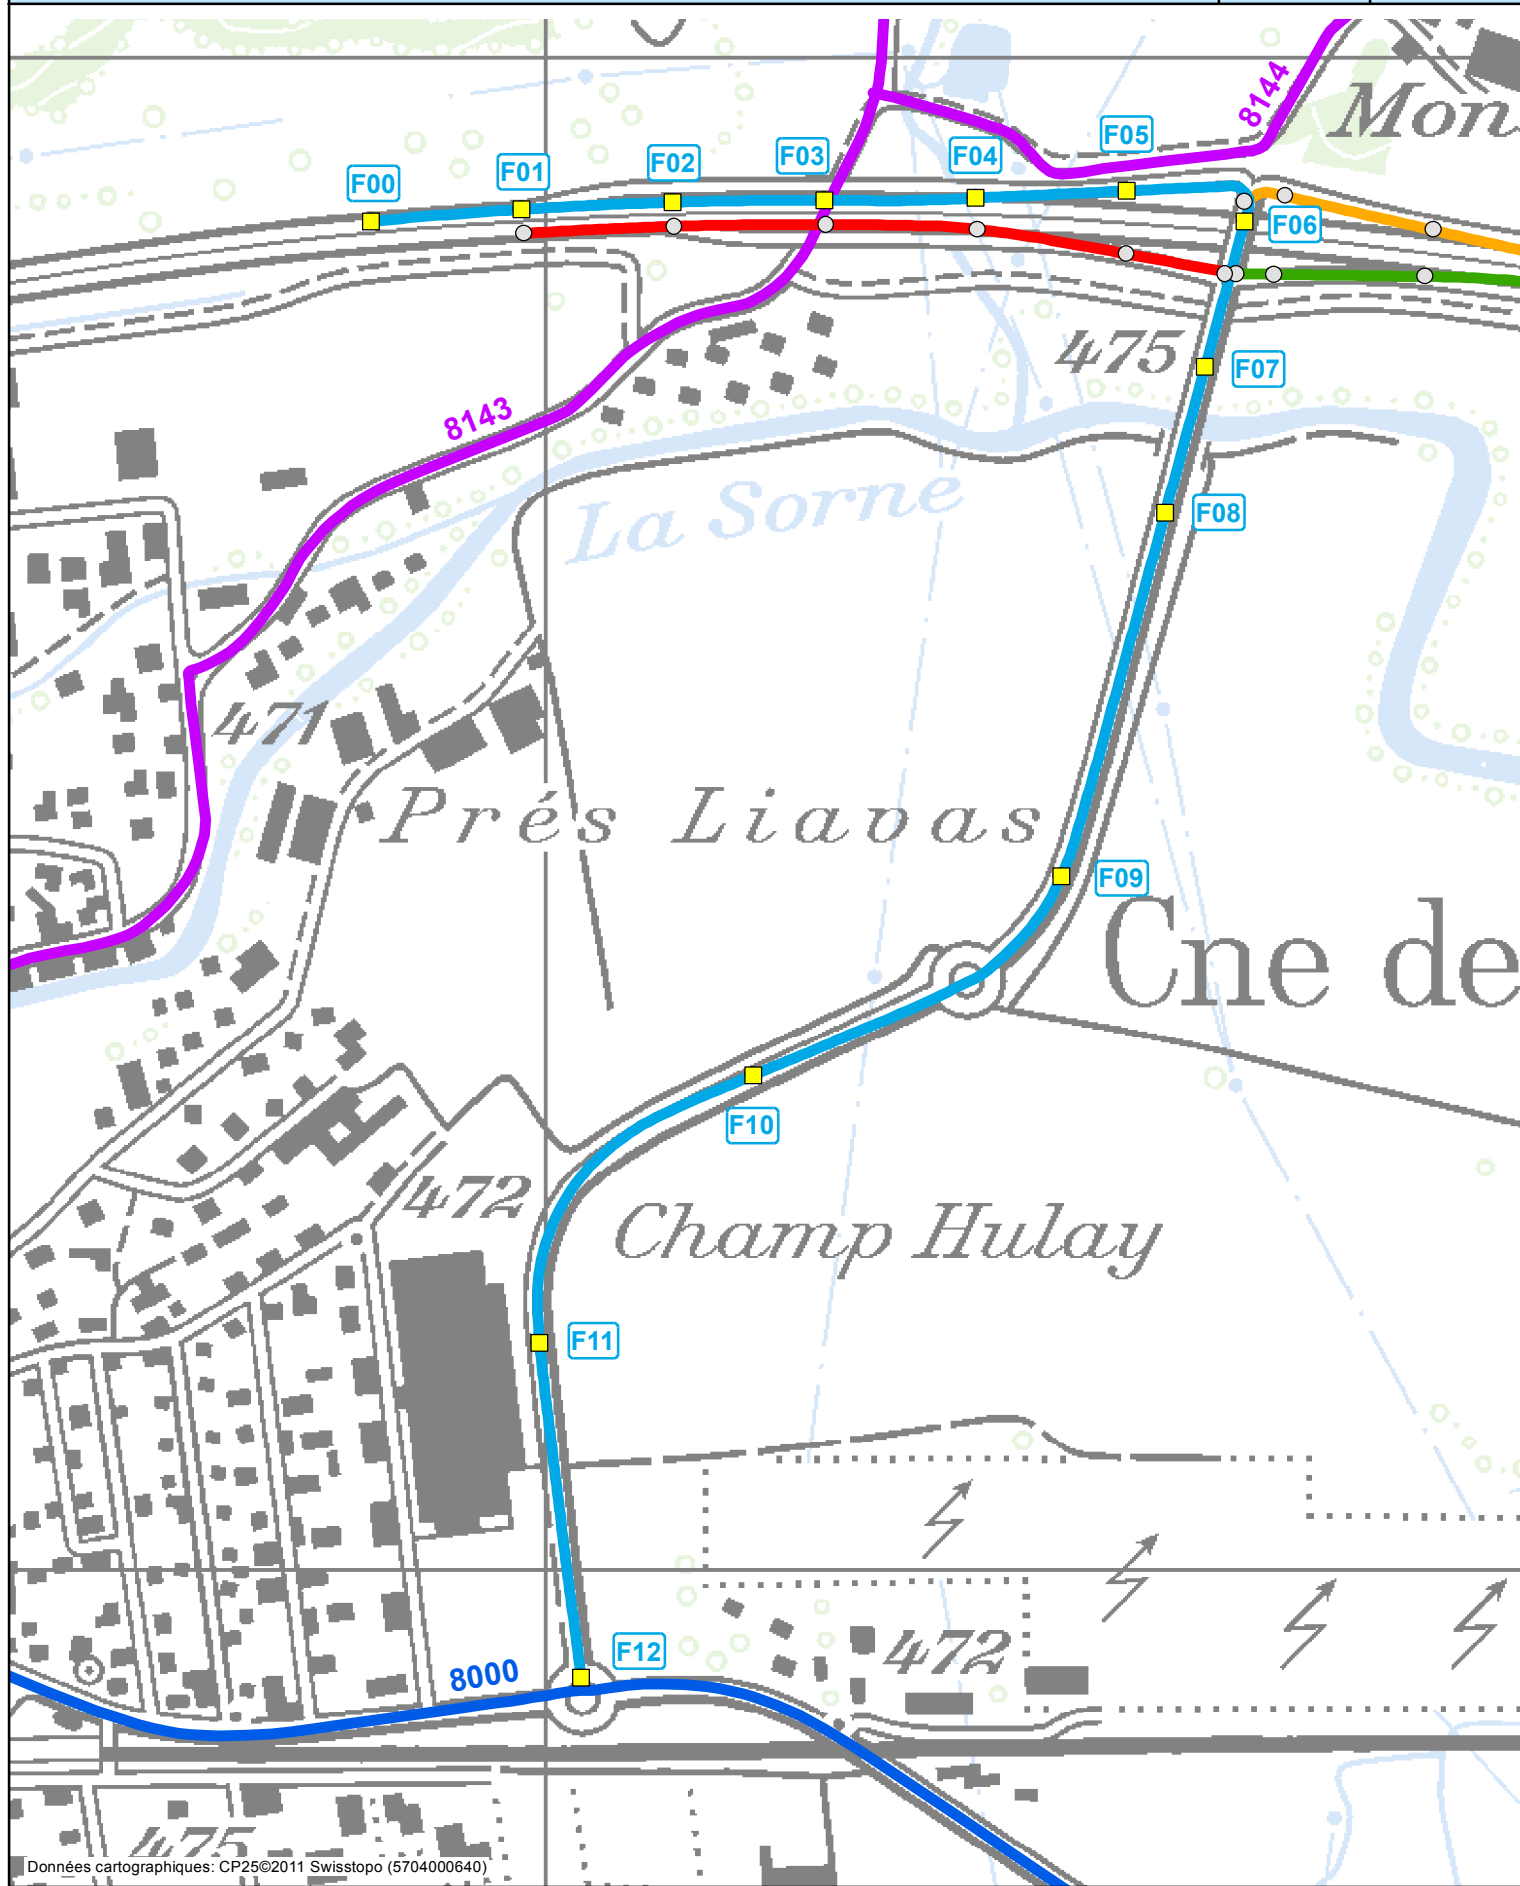 8144
Mon
F05
F04
F03
F02
F01
F00
F06
475
F07
8143
La Sorne
F08
471
Prés Liavas
F09
Cne de
F10
472
Champ Hulay
F11
F12
472
8000
475
Données cartographiques: CP25©2011 Swisstopo (5704000640)